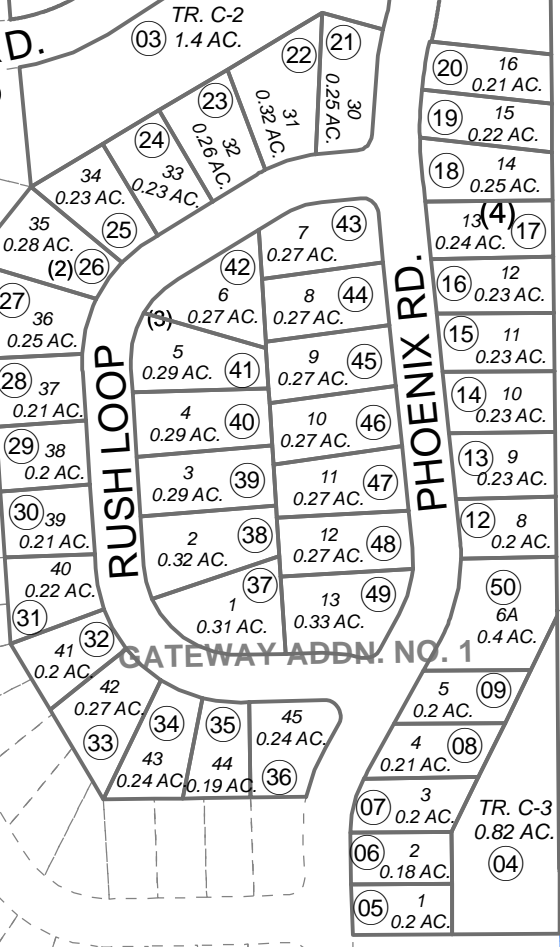 TR. C-2
03 1.4 AC.
RD.
22
21
31
0.32 AC.
30
0.25 AC.
23
32
0.26 AC.
24
33
0.23 AC.
34
0.23 AC.
25
35
0.28 AC.
(2) 26
27
36
0.25 AC.
28 37
0.21 AC.
29 38
0.2 AC.
30 39
0.21 AC.
40
0.22 AC.
31
32
41
0.2 AC.
42
0.27 AC.
33
34
43
0.24 AC.
35
44
0.19 AC.
45
0.24 AC.
36
RUSH LOOP
PHOENIX RD.
GATEWAY ADDN. NO. 1
42
6
0.27 AC.
(3)
5
0.29 AC. 41
4
0.29 AC. 40
3
0.29 AC. 39
2 38
0.32 AC.
37
1
0.31 AC.
7 43
0.27 AC.
8 44
0.27 AC.
9 45
0.27 AC.
10 46
0.27 AC.
11 47
0.27 AC.
12 48
0.27 AC.
13 49
0.33 AC.
20 16
0.21 AC.
19 15
0.22 AC.
18 14
0.25 AC.
13 (4) 17
0.24 AC.
16 12
0.23 AC.
15 11
0.23 AC.
14 10
0.23 AC.
13 9
0.23 AC.
12 8
0.2 AC.
50
6A
0.4 AC.
5 09
0.2 AC.
4 08
0.21 AC.
07 3
0.2 AC.
06 2
0.18 AC.
05 1
0.2 AC.
TR. C-3
0.82 AC.
04